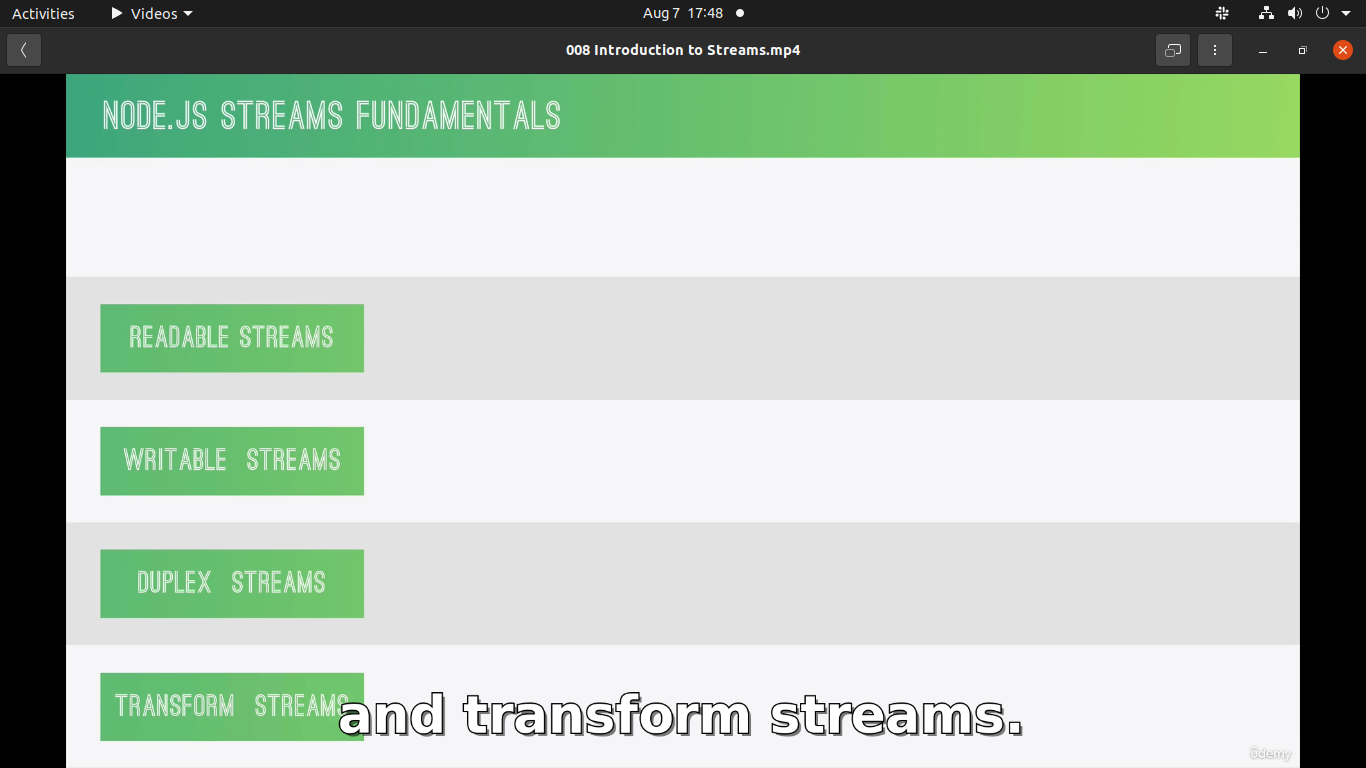 Activities Videos Aug 7 17:48
008 Introduction to Streams.mp4
NODE.JS STREAMS FUNDAMENTALS
READABLE STREAMS
WRITABLE STREAMS
DUPLEX STREAMS
TRANSFORM STREAMS
and transform streams.
ûdemy